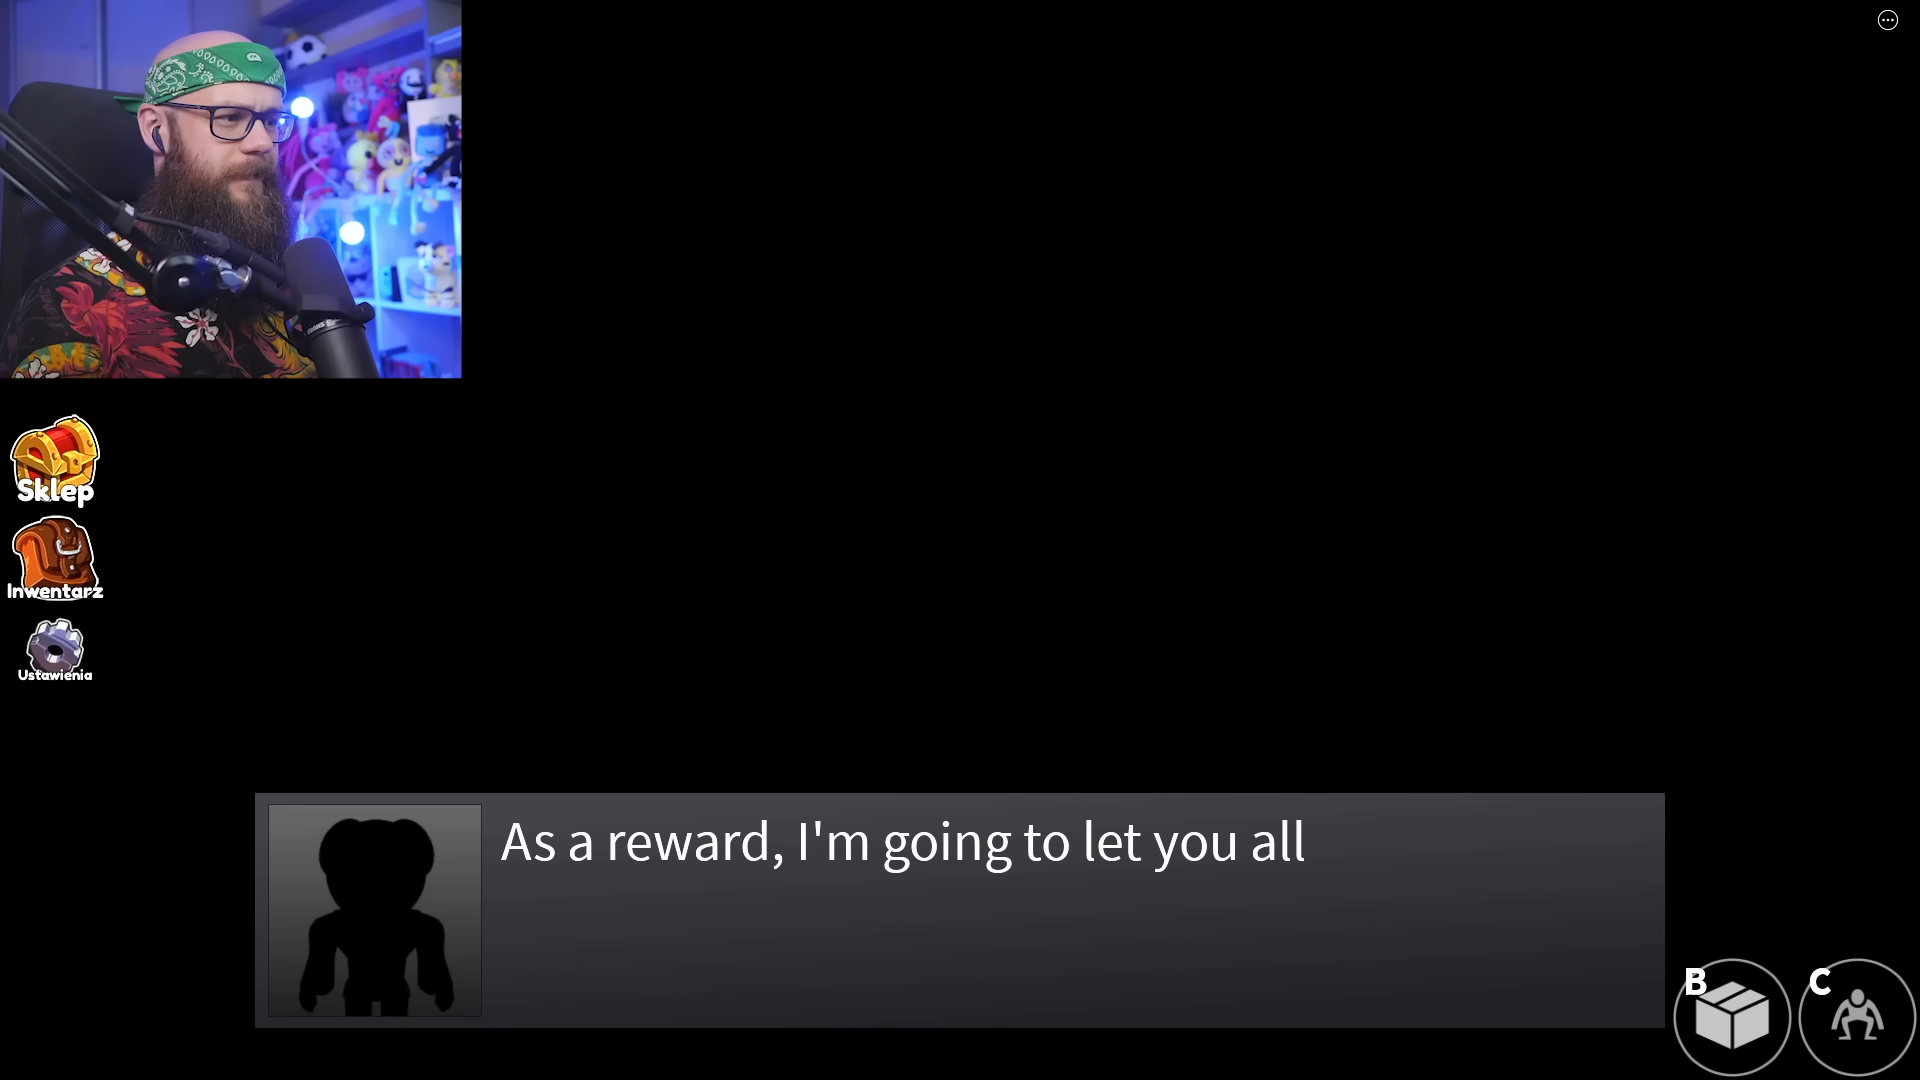 Sklep
Inwentarz
Ustawienia
As a reward, I'm going to let you all
B
C